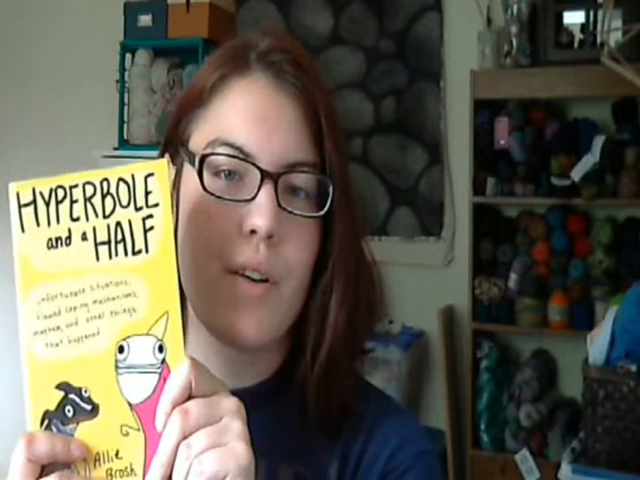 HYPERBOLE
and a HALF
unfortunate situations,
flawed coping mechanisms,
mayhem, and other things
that happened
Allie
Brosh